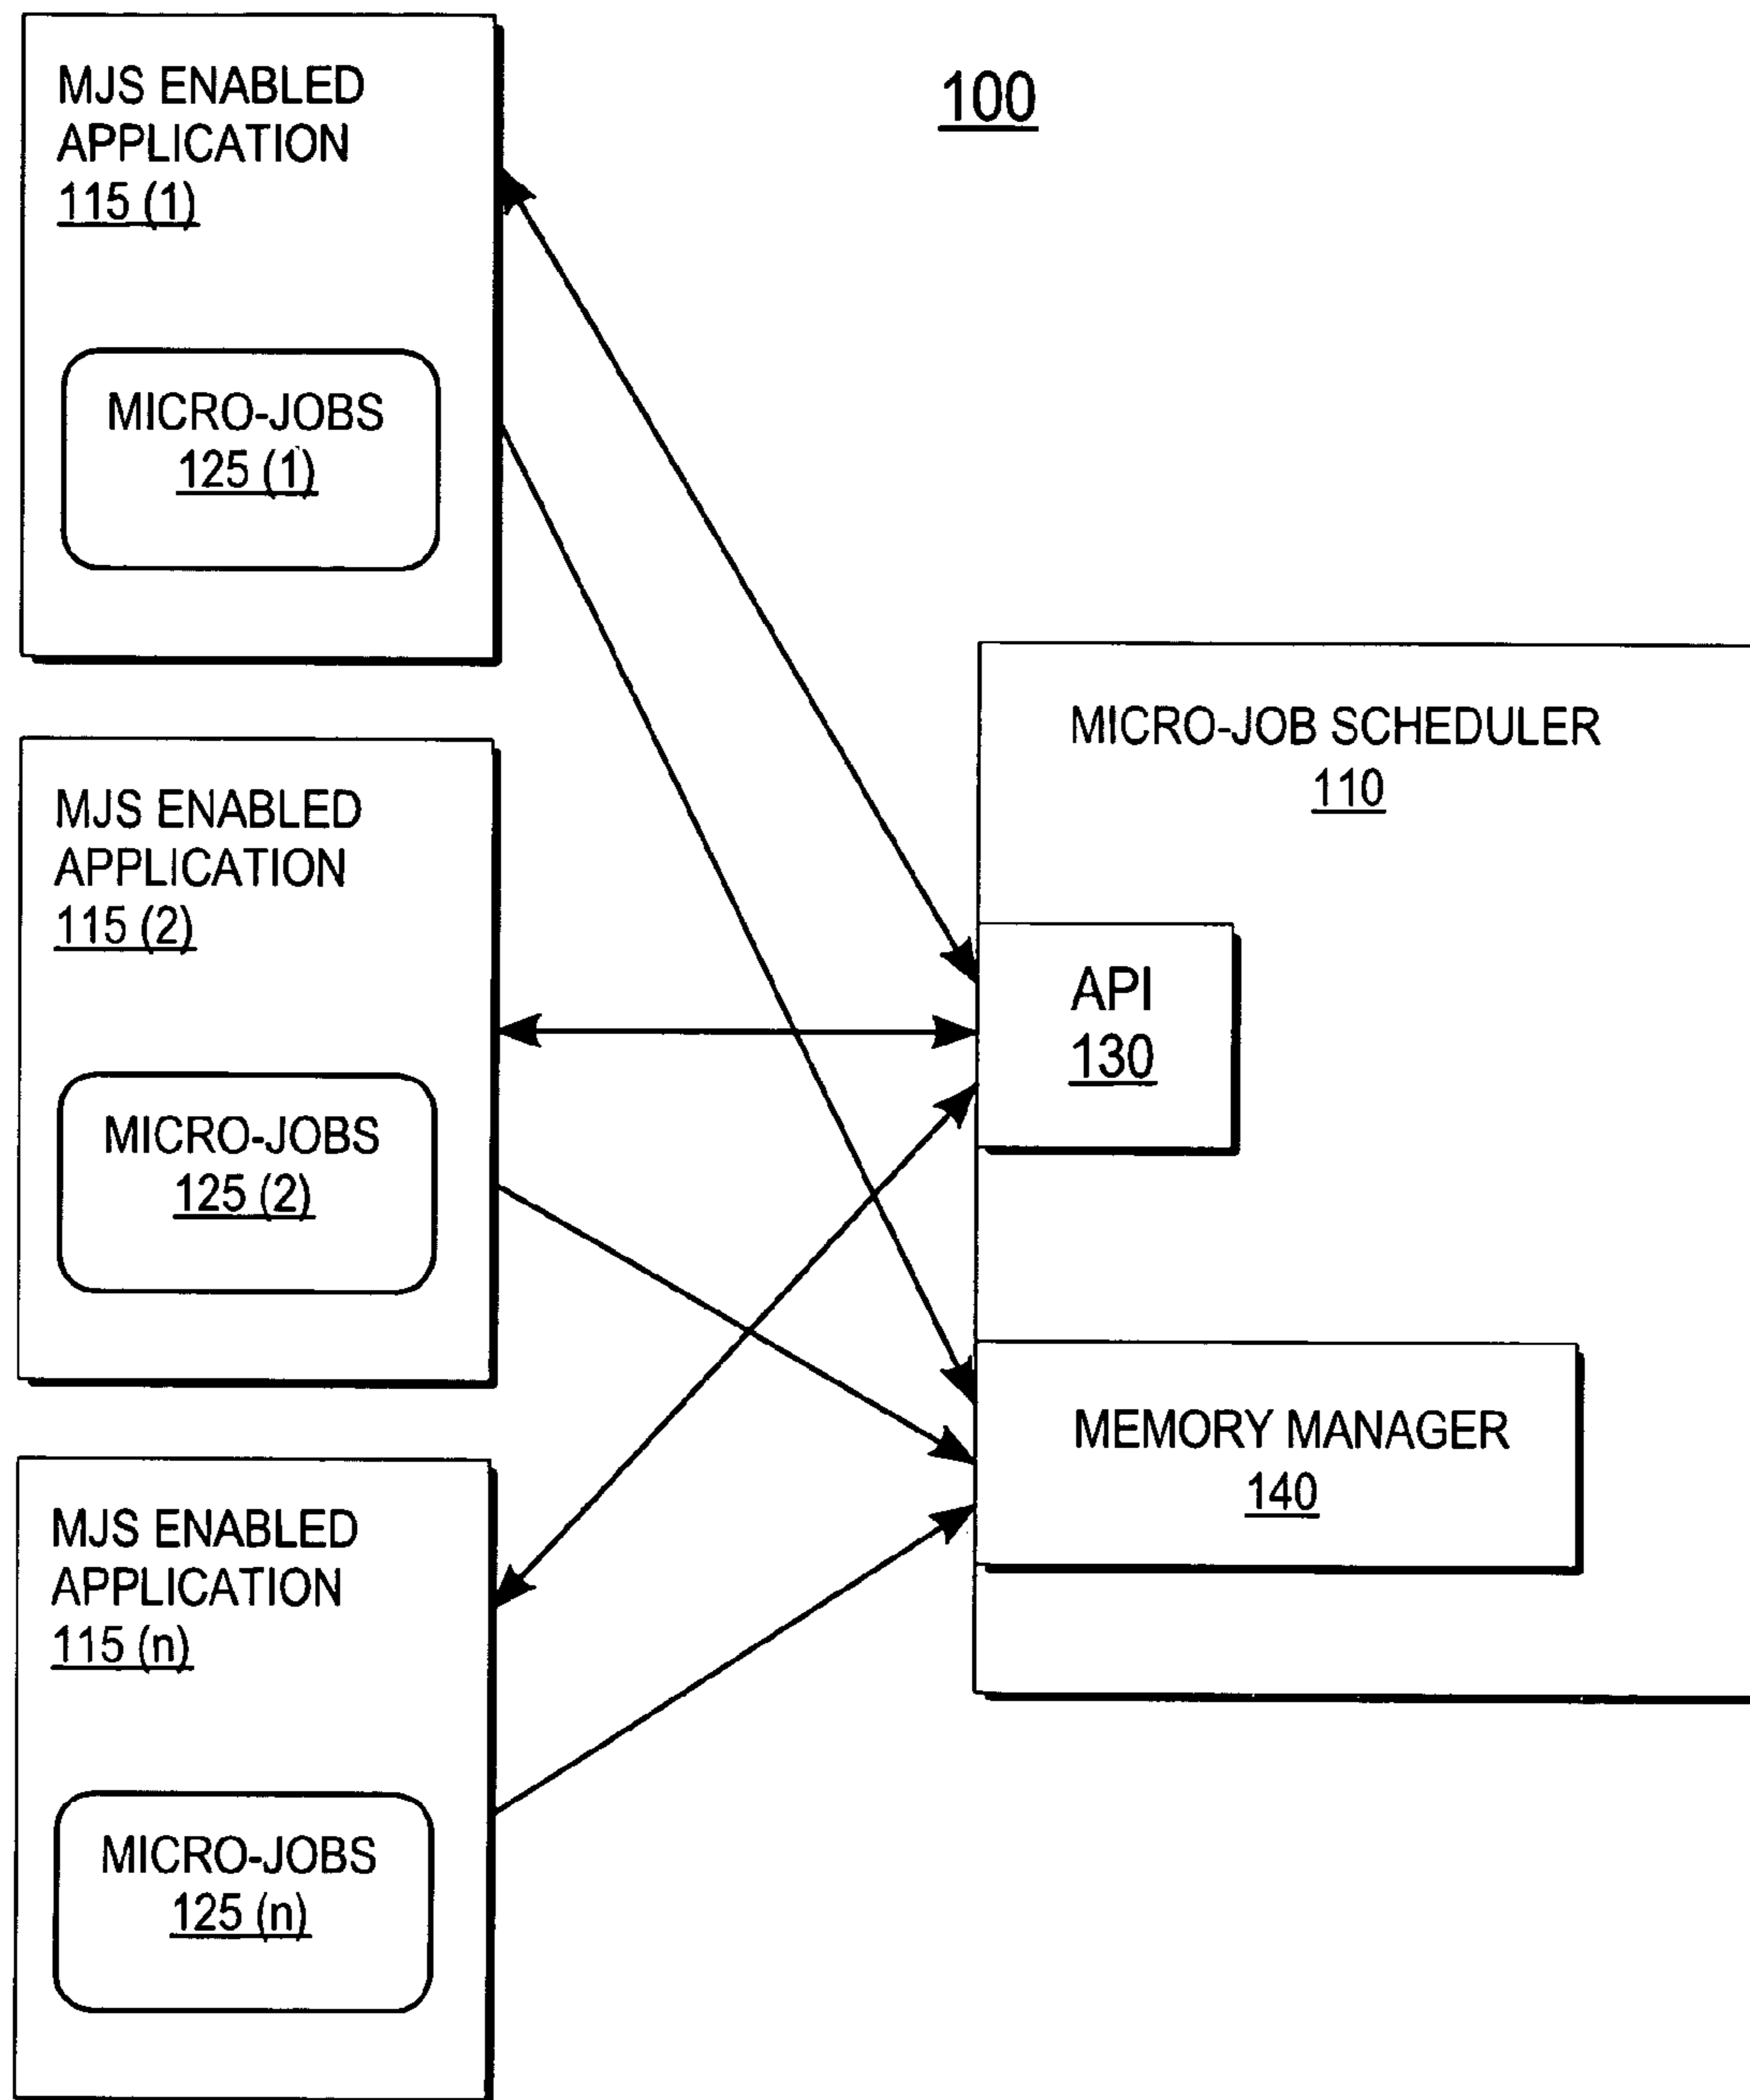 100
MJS ENABLED
APPLICATION
115 (1)
MICRO-JOBS
125 (1)
MJS ENABLED
APPLICATION
115 (2)
MICRO-JOBS
125 (2)
MJS ENABLED
APPLICATION
115 (n)
MICRO-JOBS
125 (n)
MICRO-JOB SCHEDULER
110
API
130
MEMORY MANAGER
140